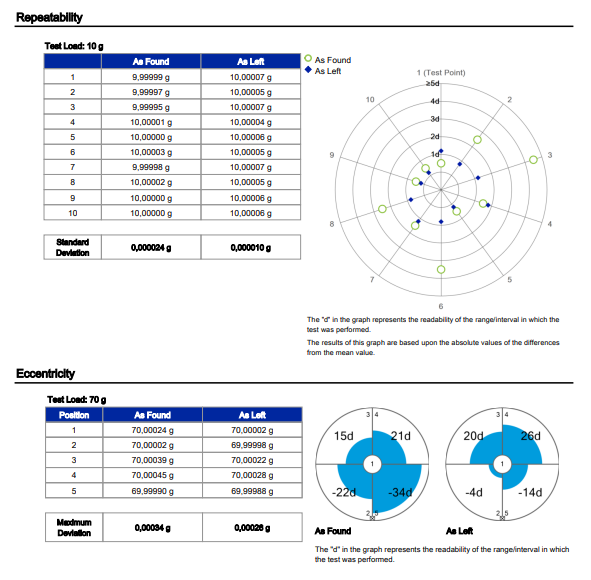 Repeatability
Test Load: 10 g
As Found As Left
1 9,99999 g 10,00007 g
2 9,99997 g 10,00005 g
3 9,99995 g 10,00007 g
4 10,00001 g 10,00004 g
5 10,00000 g 10,00006 g
6 10,00003 g 10,00005 g
7 9,99998 g 10,00007 g
8 10,00002 g 10,00005 g
9 10,00000 g 10,00006 g
10 10,00000 g 10,00006 g
Standard Deviation 0,000024 g 0,000010 g
As Found
As Left
1 (Test Point)
≥5d
4d
3d
2d
1d
2
3
4
5
6
7
8
9
10
The "d" in the graph represents the readability of the range/interval in which the
test was performed.
The results of this graph are based upon the absolute values of the differences
from the mean value.
Eccentricity
Test Load: 70 g
Position As Found As Left
1 70,00024 g 70,00002 g
2 70,00002 g 69,99998 g
3 70,00039 g 70,00022 g
4 70,00045 g 70,00028 g
5 69,99990 g 69,99988 g
Maximum Deviation 0,00034 g 0,00026 g
3 4
15d 21d
1
-22d -34d
2 5
As Found
3 4
20d 26d
1
-4d -14d
2 5
As Left
The "d" in the graph represents the readability of the range/interval in which
the test was performed.